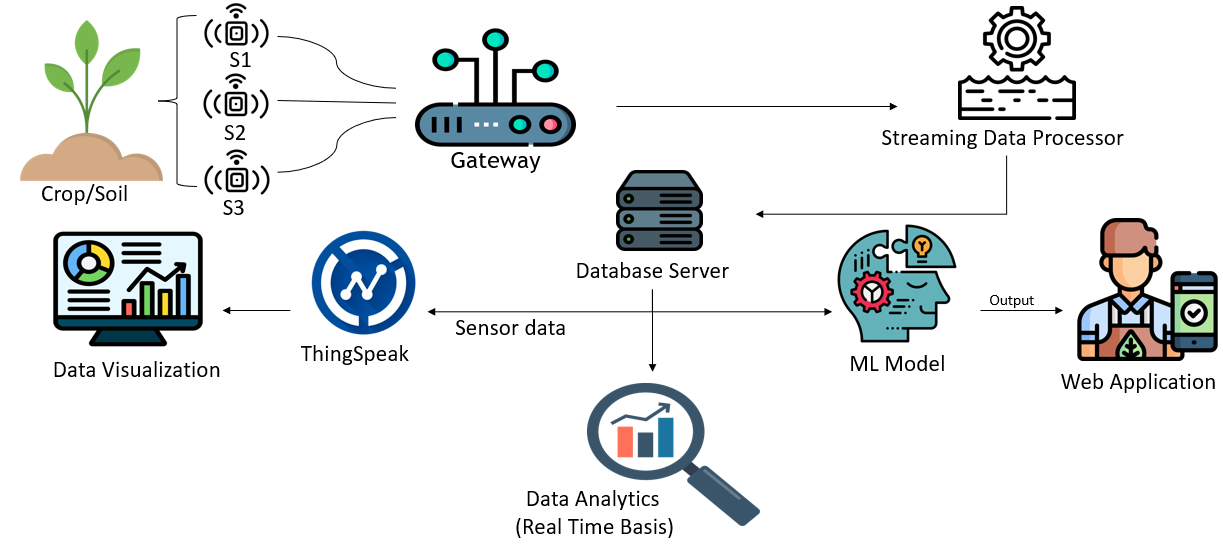 S1
S2
S3
Crop/Soil
Gateway
Streaming Data Processor
Database Server
Sensor data
ThingSpeak
Data Visualization
ML Model
Output
Web Application
Data Analytics
(Real Time Basis)